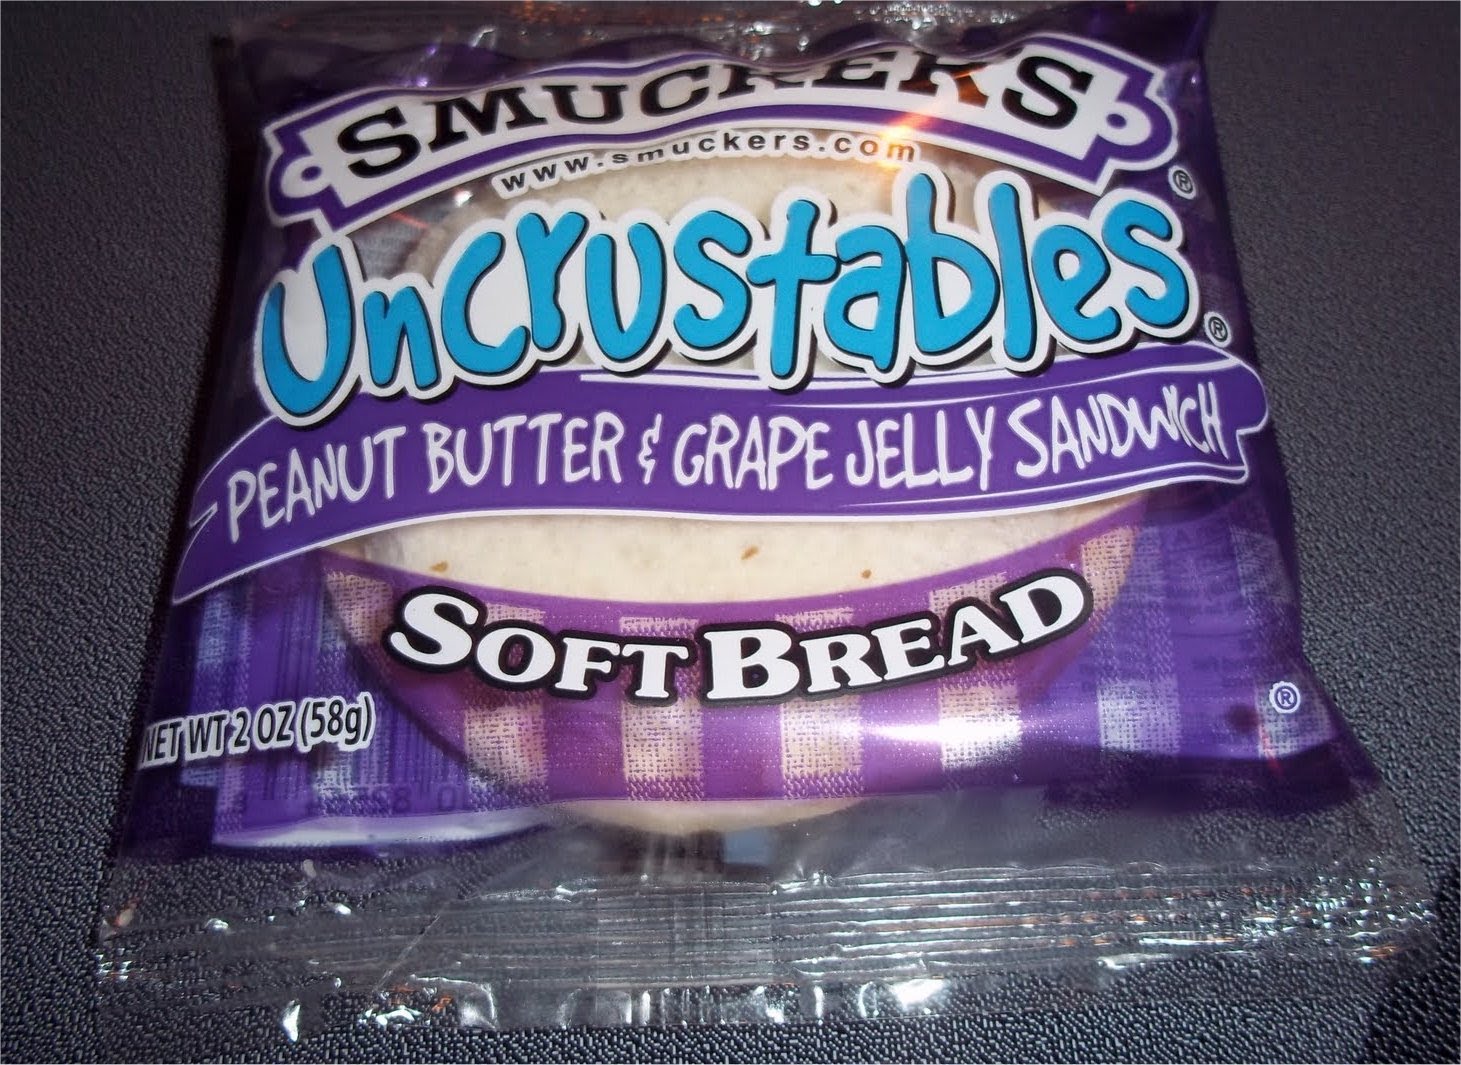 SMUCKER'S
www.smuckers.com
®
Uncrustables
®
PEANUT BUTTER & GRAPE JELLY SANDWICH
SOFT BREAD
NET WT 2 OZ (58g)
®